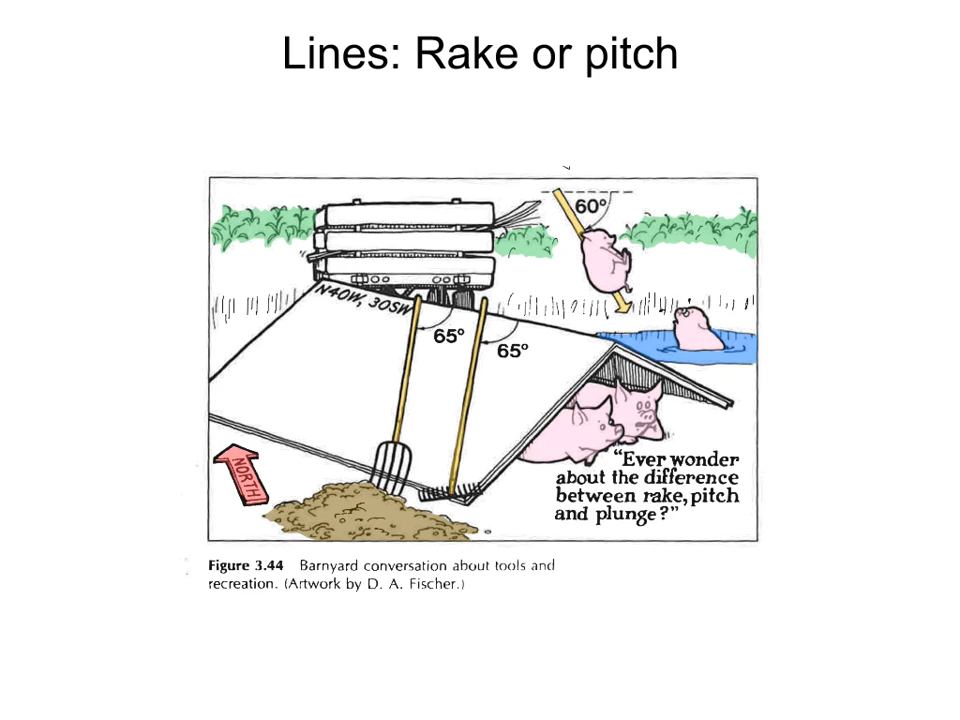 Lines: Rake or pitch
60°
N40W, 30SW
65°
65°
NORTH
"Ever wonder
about the difference
between rake, pitch
and plunge?"
Figure 3.44 Barnyard conversation about tools and
recreation. (Artwork by D. A. Fischer.)